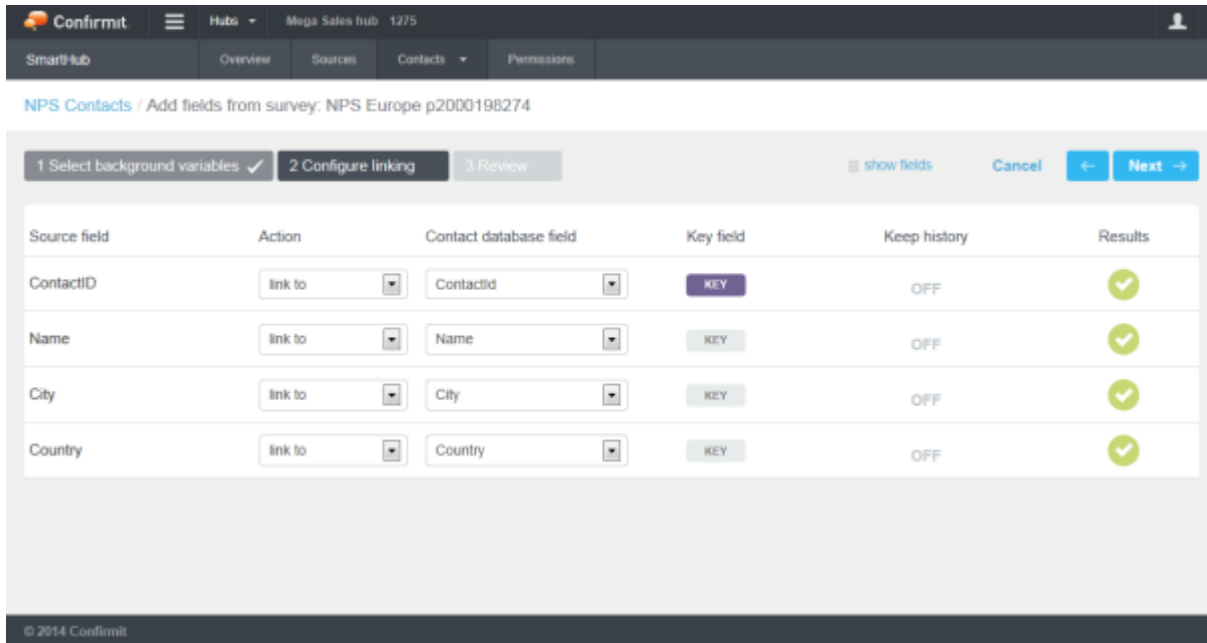 Confirmit. Hubs Mega Sales hub 1275
SmartHub Overview Sources Contacts Permissions
NPS Contacts / Add fields from survey: NPS Europe p2000198274
1 Select background variables 2 Configure linking 3 Review show fields Cancel ← Next →
Source field Action Contact database field Key field Keep history Results
ContactID link to ContactId KEY OFF
Name link to Name KEY OFF
City link to City KEY OFF
Country link to Country KEY OFF
© 2014 Confirmit